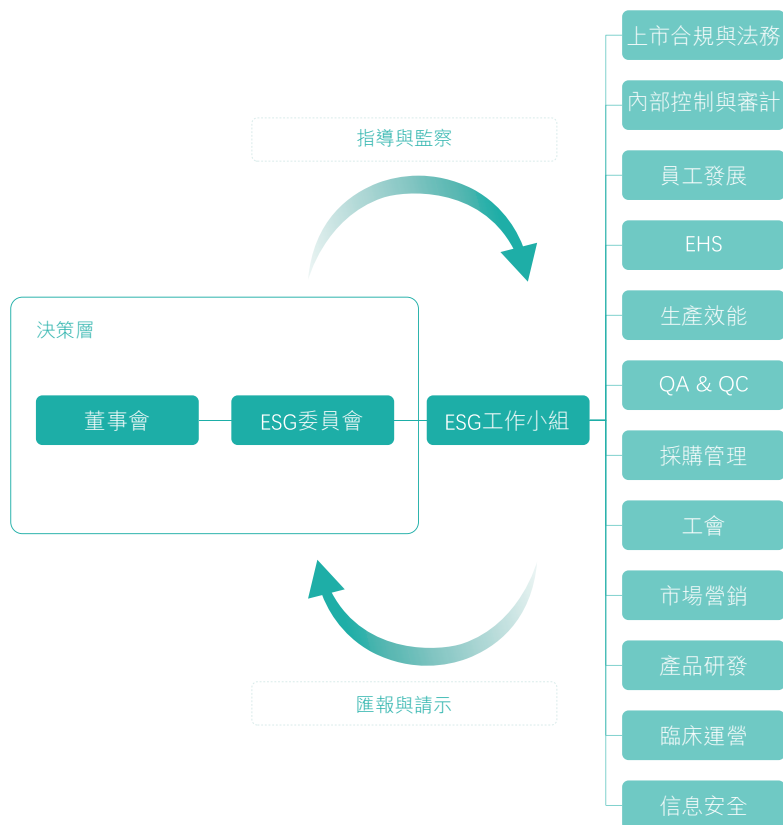 指導與監察
決策層
董事會
ESG委員會
ESG工作小組
匯報與請示
上市合規與法務
內部控制與審計
員工發展
EHS
生產效能
QA & QC
採購管理
工會
市場營銷
產品研發
臨床運營
信息安全